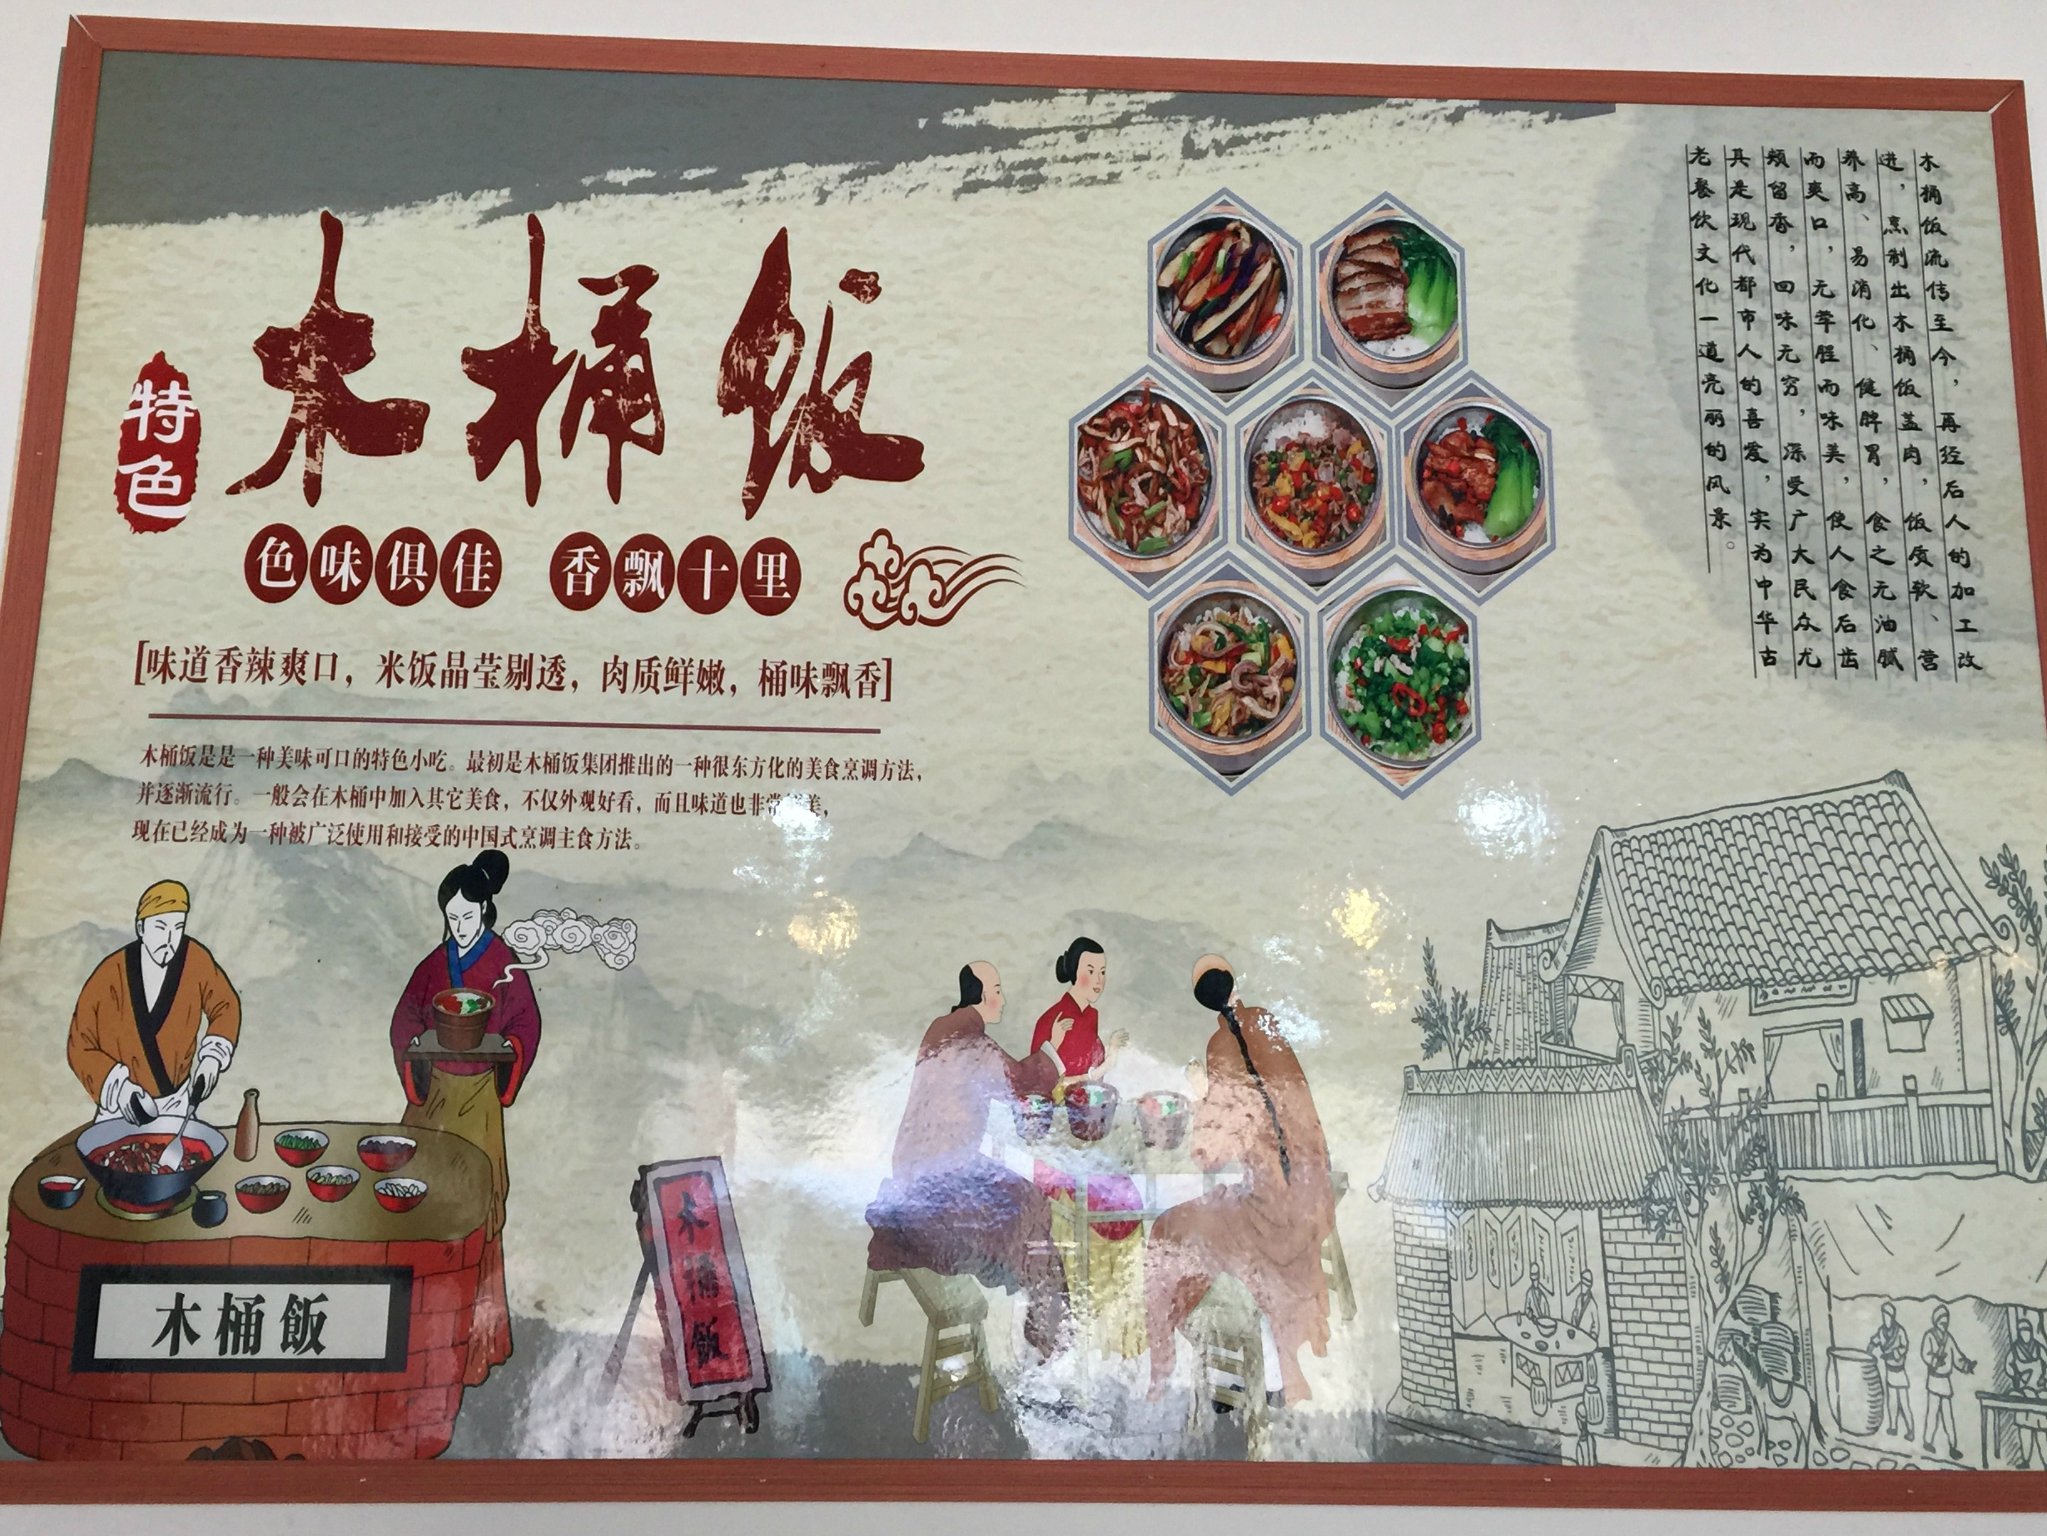 特色
木桶饭
色味俱佳 香飘十里
[味道香辣爽口，米饭晶莹剔透，肉质鲜嫩，桶味飘香]
木桶饭是是一种美味可口的特色小吃。最初是木桶饭集团推出的一种很东方化的美食烹调方法，
并逐渐流行。一般会在木桶中加入其它美食，不仅外观好看，而且味道也非常鲜美，
现在已经成为一种被广泛使用和接受的中国式烹调主食方法。
木桶饭流传至今，再经后人的加工改
进，烹制出木桶饭盖肉，饭质软、营
养高、易消化、健脾胃，食之无油腻
而爽口，无荤腥而味美，使人食后齿
颊留香，四味无穷，深受广大民众尤
其是现代都市人的喜爱，实为中华古
老餐饮文化一道亮丽的风景。
木桶飯
木桶飯